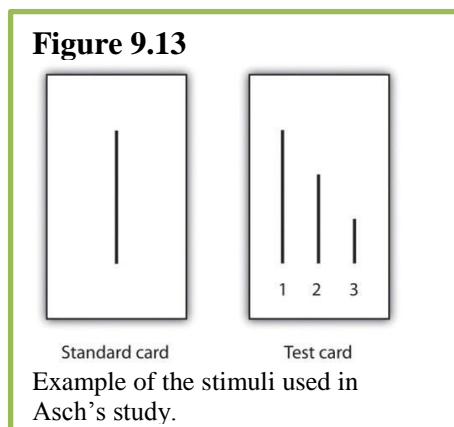 Figure 9.13
1 2 3
Standard card Test card
Example of the stimuli used in
Asch's study.